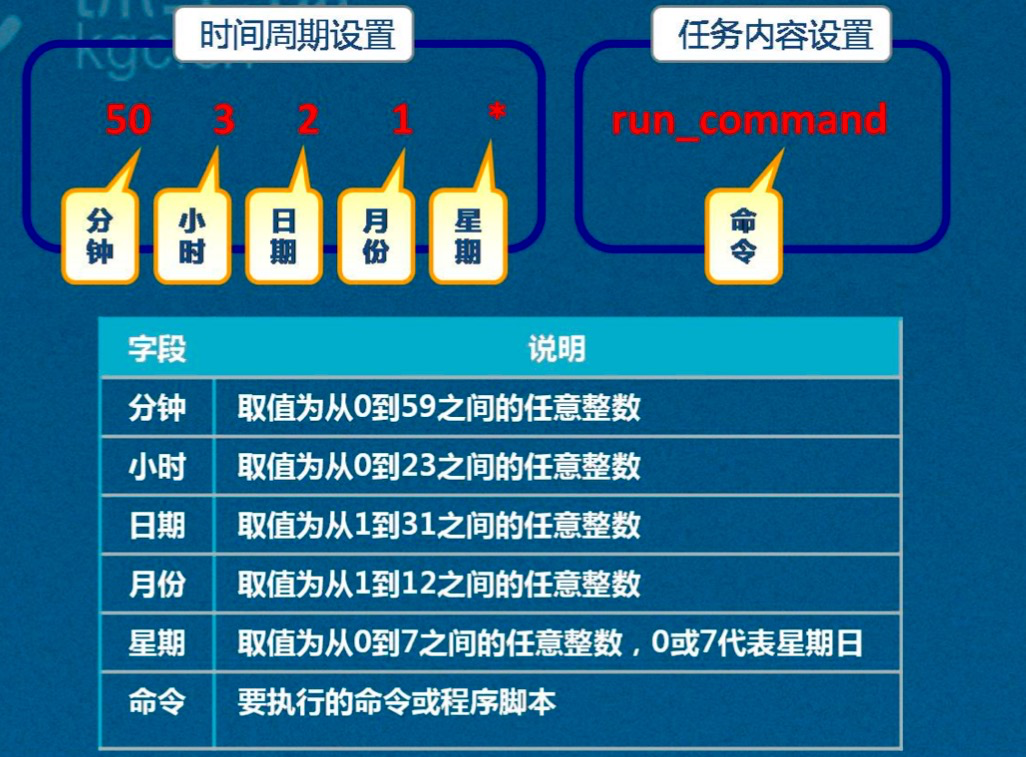 时间周期设置 任务内容设置
50 3 2 1 * run_command
分钟 小时 日期 月份 星期 命令
字段 说明
分钟 取值为从0到59之间的任意整数
小时 取值为从0到23之间的任意整数
日期 取值为从1到31之间的任意整数
月份 取值为从1到12之间的任意整数
星期 取值为从0到7之间的任意整数，0或7代表星期日
命令 要执行的命令或程序脚本